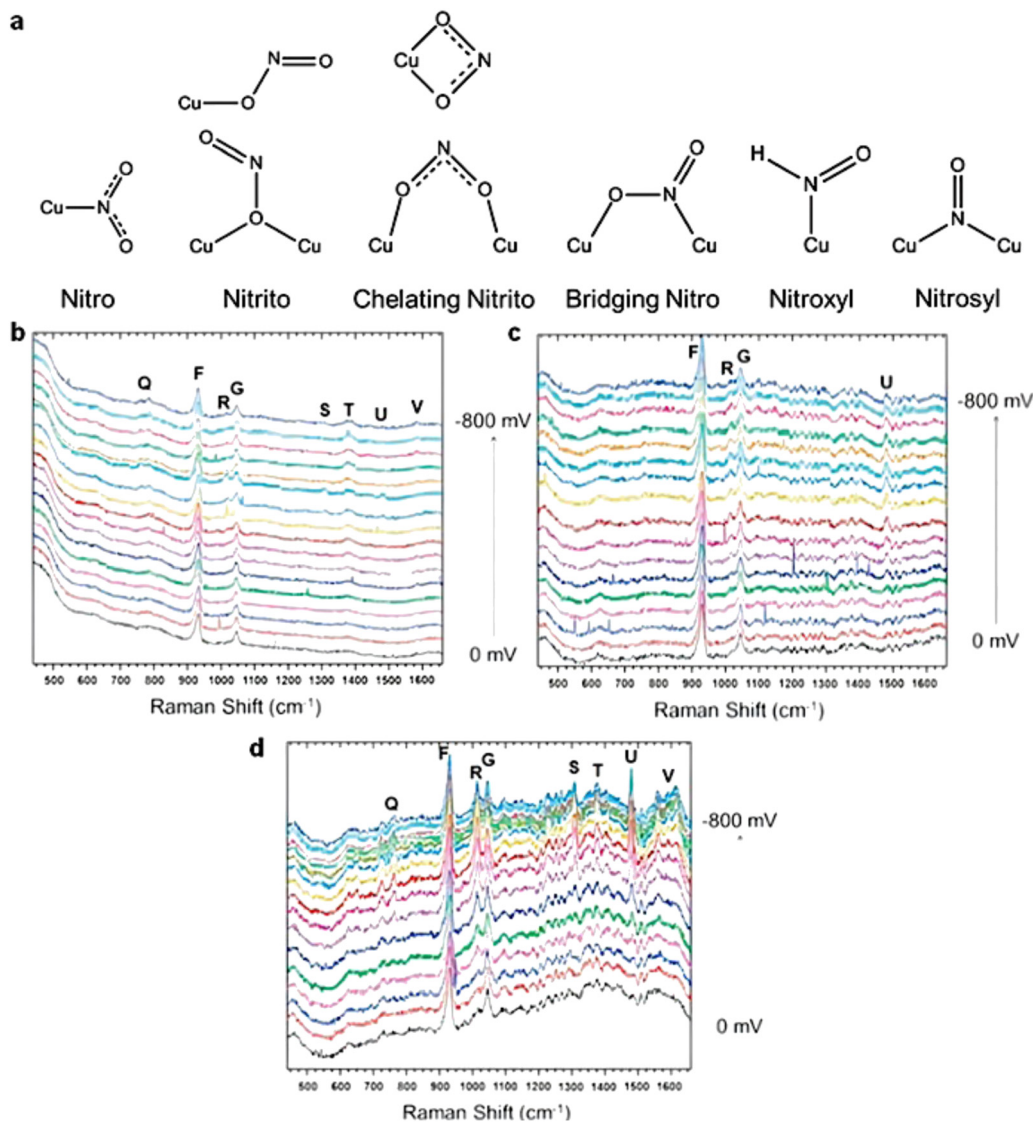 a
O
N
O
Cu
O
Cu
O
N
O
O
N
O
Cu Cu
Cu
N
O
O
N
O
O
Cu
Cu
O
O
N
Cu
Cu
H
O
N
Cu
O
N
Cu
Cu
Nitro
Nitrito
Chelating Nitrito
Bridging Nitro
Nitroxyl
Nitrosyl
b
Q
F
R
G
S
T
U
V
-800 mV
0 mV
500 600 700 800 900 1000 1100 1200 1300 1400 1500 1600
Raman Shift (cm⁻¹)
c
F
R
G
U
-800 mV
0 mV
500 600 700 800 900 1000 1100 1200 1300 1400 1500 1600
Raman Shift (cm⁻¹)
d
Q
F
R
G
S
T
U
V
-800 mV
0 mV
500 600 700 800 900 1000 1100 1200 1300 1400 1500 1600
Raman Shift (cm⁻¹)